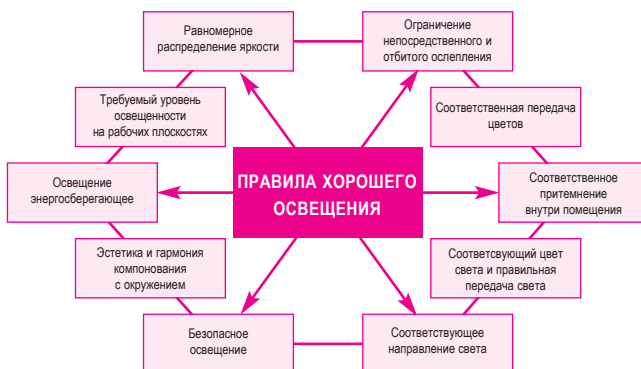 Равномерное
распределение яркости
Ограничение
непосредственного и
отбитого ослепления
Требуемый уровень
освещенности
на рабочих плоскостях
Соответственная передача
цветов
Освещение
энергосберегающее
ПРАВИЛА ХОРОШЕГО
ОСВЕЩЕНИЯ
Соответственное
притемнение
внутри помещения
Эстетика и гармония
компонования
с окружением
Соответсвующий цвет
света и правильная
передача света
Безопасное
освещение
Соответствующее
направление света